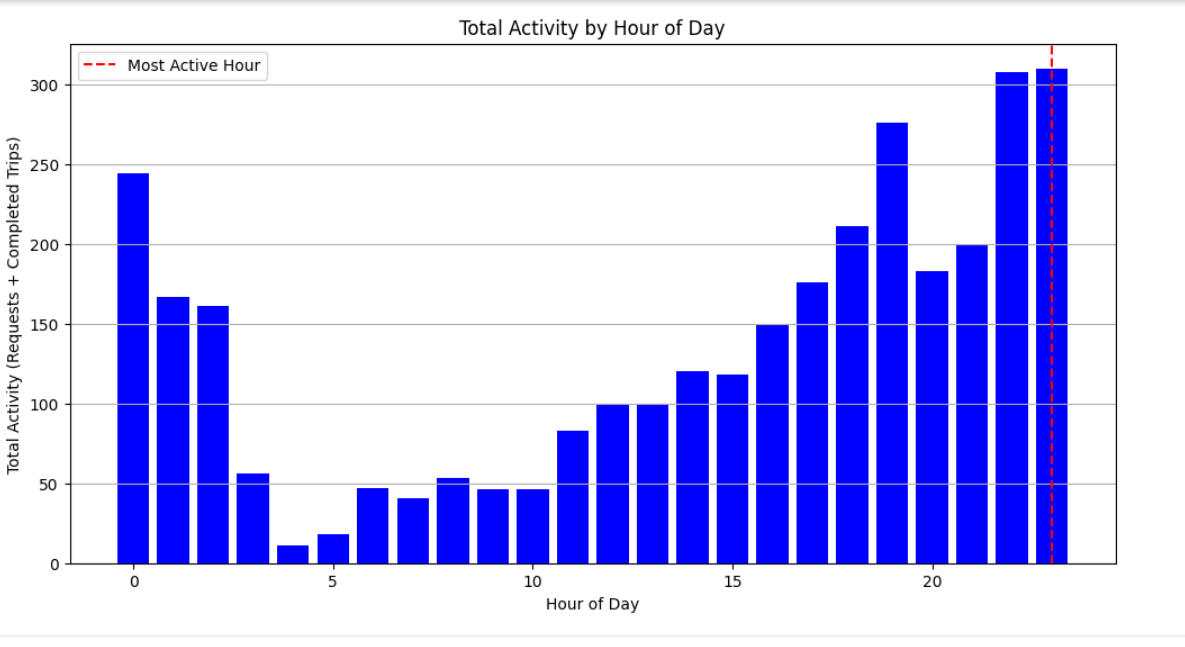 Total Activity by Hour of Day
Most Active Hour
Total Activity (Requests + Completed Trips)
300
250
200
150
100
50
0
0 5 10 15 20
Hour of Day